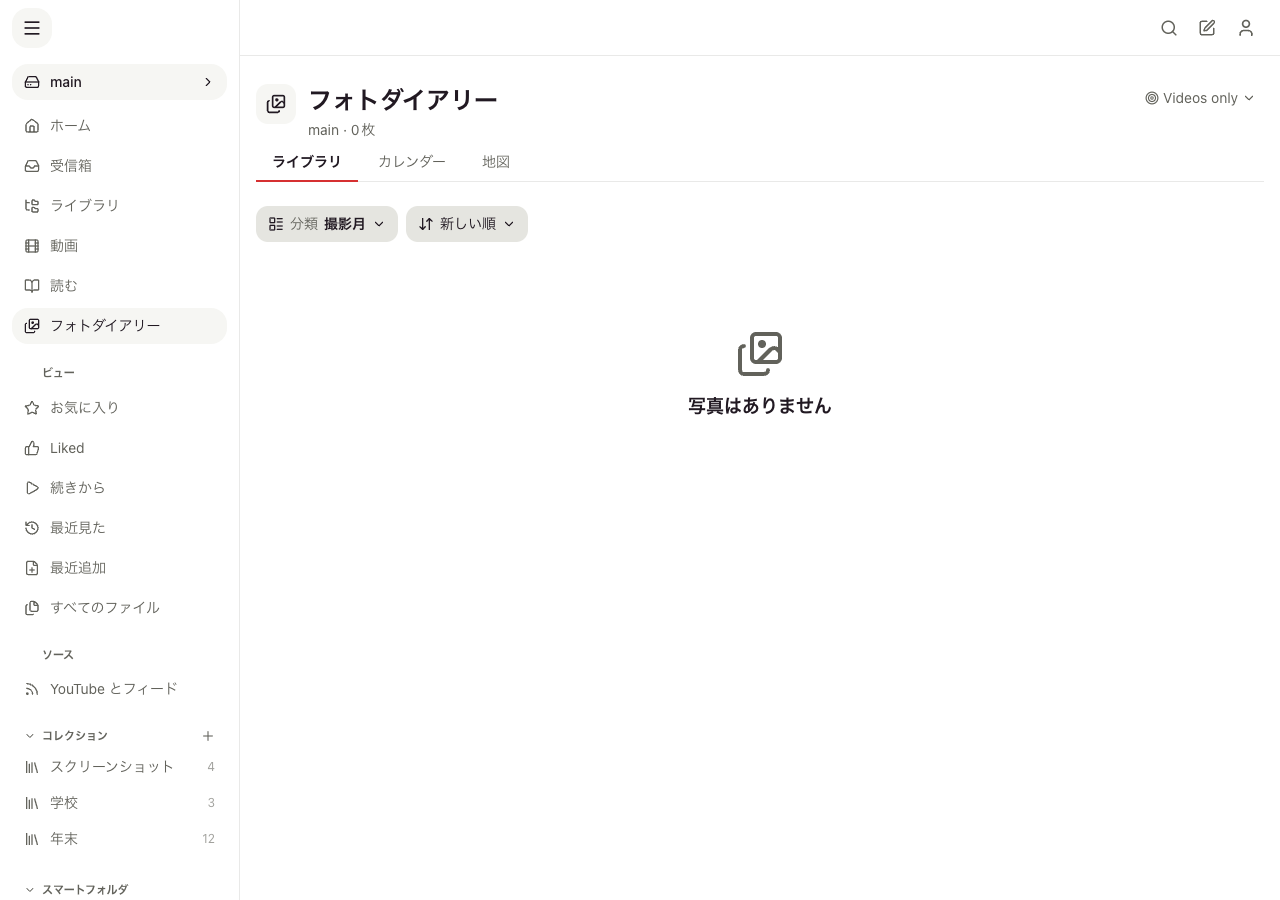 main
ホーム
受信箱
ライブラリ
動画
読む
フォトダイアリー
ビュー
お気に入り
Liked
続きから
最近見た
最近追加
すべてのファイル
ソース
YouTube とフィード
コレクション
スクリーンショット 4
学校 3
年末 12
スマートフォルダ
フォトダイアリー
main · 0枚
Videos only
ライブラリ カレンダー 地図
分類 撮影月 新しい順
写真はありません